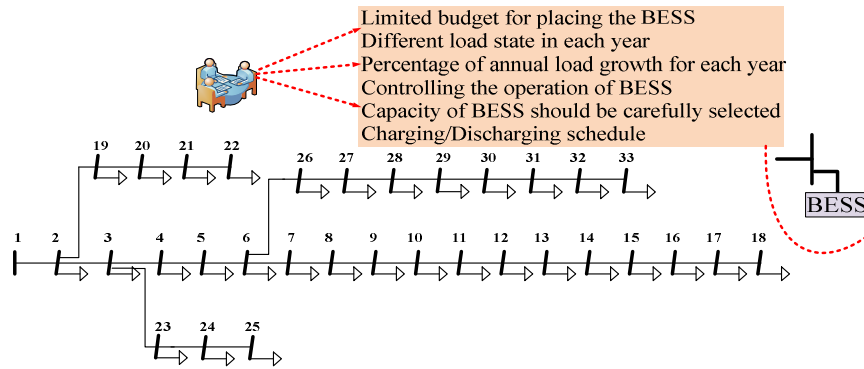 Limited budget for placing the BESS
Different load state in each year
Percentage of annual load growth for each year
Controlling the operation of BESS
Capacity of BESS should be carefully selected
Charging/Discharging schedule
19 20 21 22
26 27 28 29 30 31 32 33
BESS
1 2 3 4 5 6 7 8 9 10 11 12 13 14 15 16 17 18
23 24 25